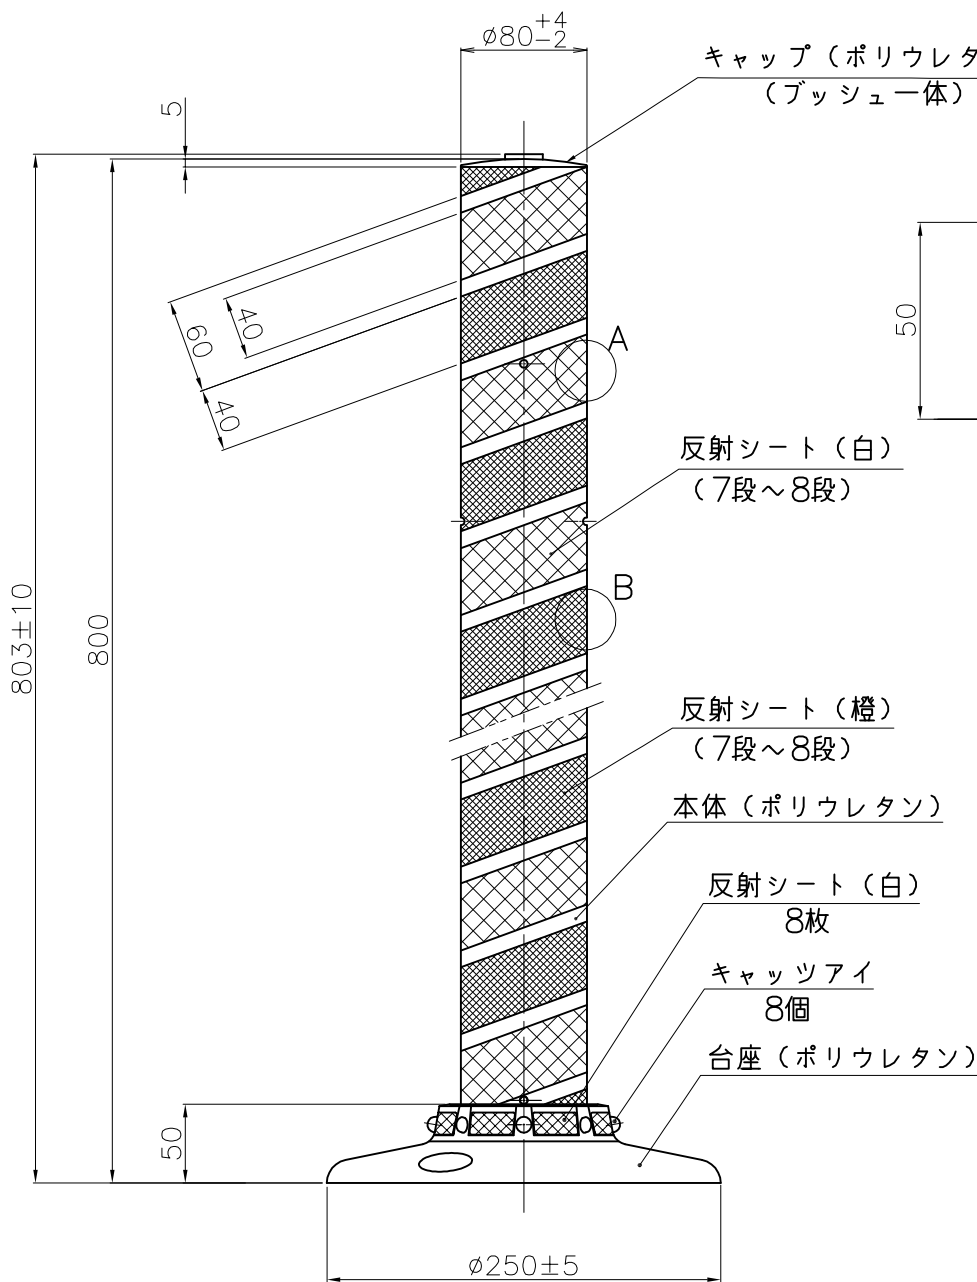 ø80+4-2
キャップ（ポリウレタ
（ブッシュ一体）
5
40
60
40
50
A
反射シート（白）
（7段～8段）
B
803±10
800
反射シート（橙）
（7段～8段）
本体（ポリウレタン）
反射シート（白）
8枚
キャッツアイ
8個
台座（ポリウレタン）
50
ø250±5